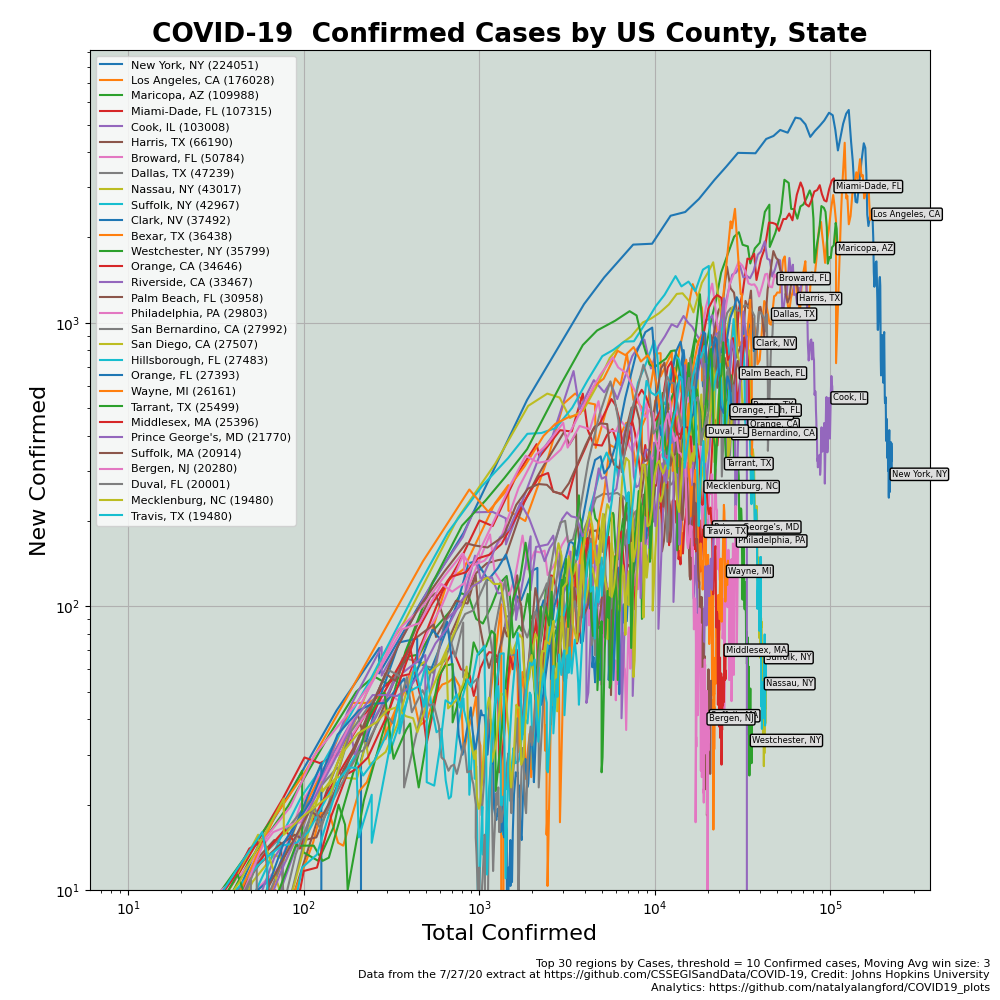 COVID-19  Confirmed Cases by US County, State
New York, NY (224051)
Los Angeles, CA (176028)
Maricopa, AZ (109988)
Miami-Dade, FL (107315)
Cook, IL (103008)
Harris, TX (66190)
Broward, FL (50784)
Dallas, TX (47239)
Nassau, NY (43017)
Suffolk, NY (42967)
Clark, NV (37492)
Bexar, TX (36438)
Westchester, NY (35799)
Orange, CA (34646)
Riverside, CA (33467)
Palm Beach, FL (30958)
Philadelphia, PA (29803)
San Bernardino, CA (27992)
San Diego, CA (27507)
Hillsborough, FL (27483)
Orange, FL (27393)
Wayne, MI (26161)
Tarrant, TX (25499)
Middlesex, MA (25396)
Prince George's, MD (21770)
Suffolk, MA (20914)
Bergen, NJ (20280)
Duval, FL (20001)
Mecklenburg, NC (19480)
Travis, TX (19480)
Miami-Dade, FL
Los Angeles, CA
Maricopa, AZ
Broward, FL
Harris, TX
Dallas, TX
Clark, NV
Palm Beach, FL
Cook, IL
Orange, FL
Orange, CA
Duval, FL
Bernardino, CA
Tarrant, TX
New York, NY
Mecklenburg, NC
George's, MD
Travis, TX
Philadelphia, PA
Wayne, MI
Middlesex, MA
Suffolk, NY
Nassau, NY
Bergen, NJ
Westchester, NY
10³
10²
10¹
New Confirmed
10¹ 10² 10³ 10⁴ 10⁵
Total Confirmed
Top 30 regions by Cases, threshold = 10 Confirmed cases, Moving Avg win size: 3
Data from the 7/27/20 extract at https://github.com/CSSEGISandData/COVID-19, Credit: Johns Hopkins University
Analytics: https://github.com/natalyalangford/COVID19_plots